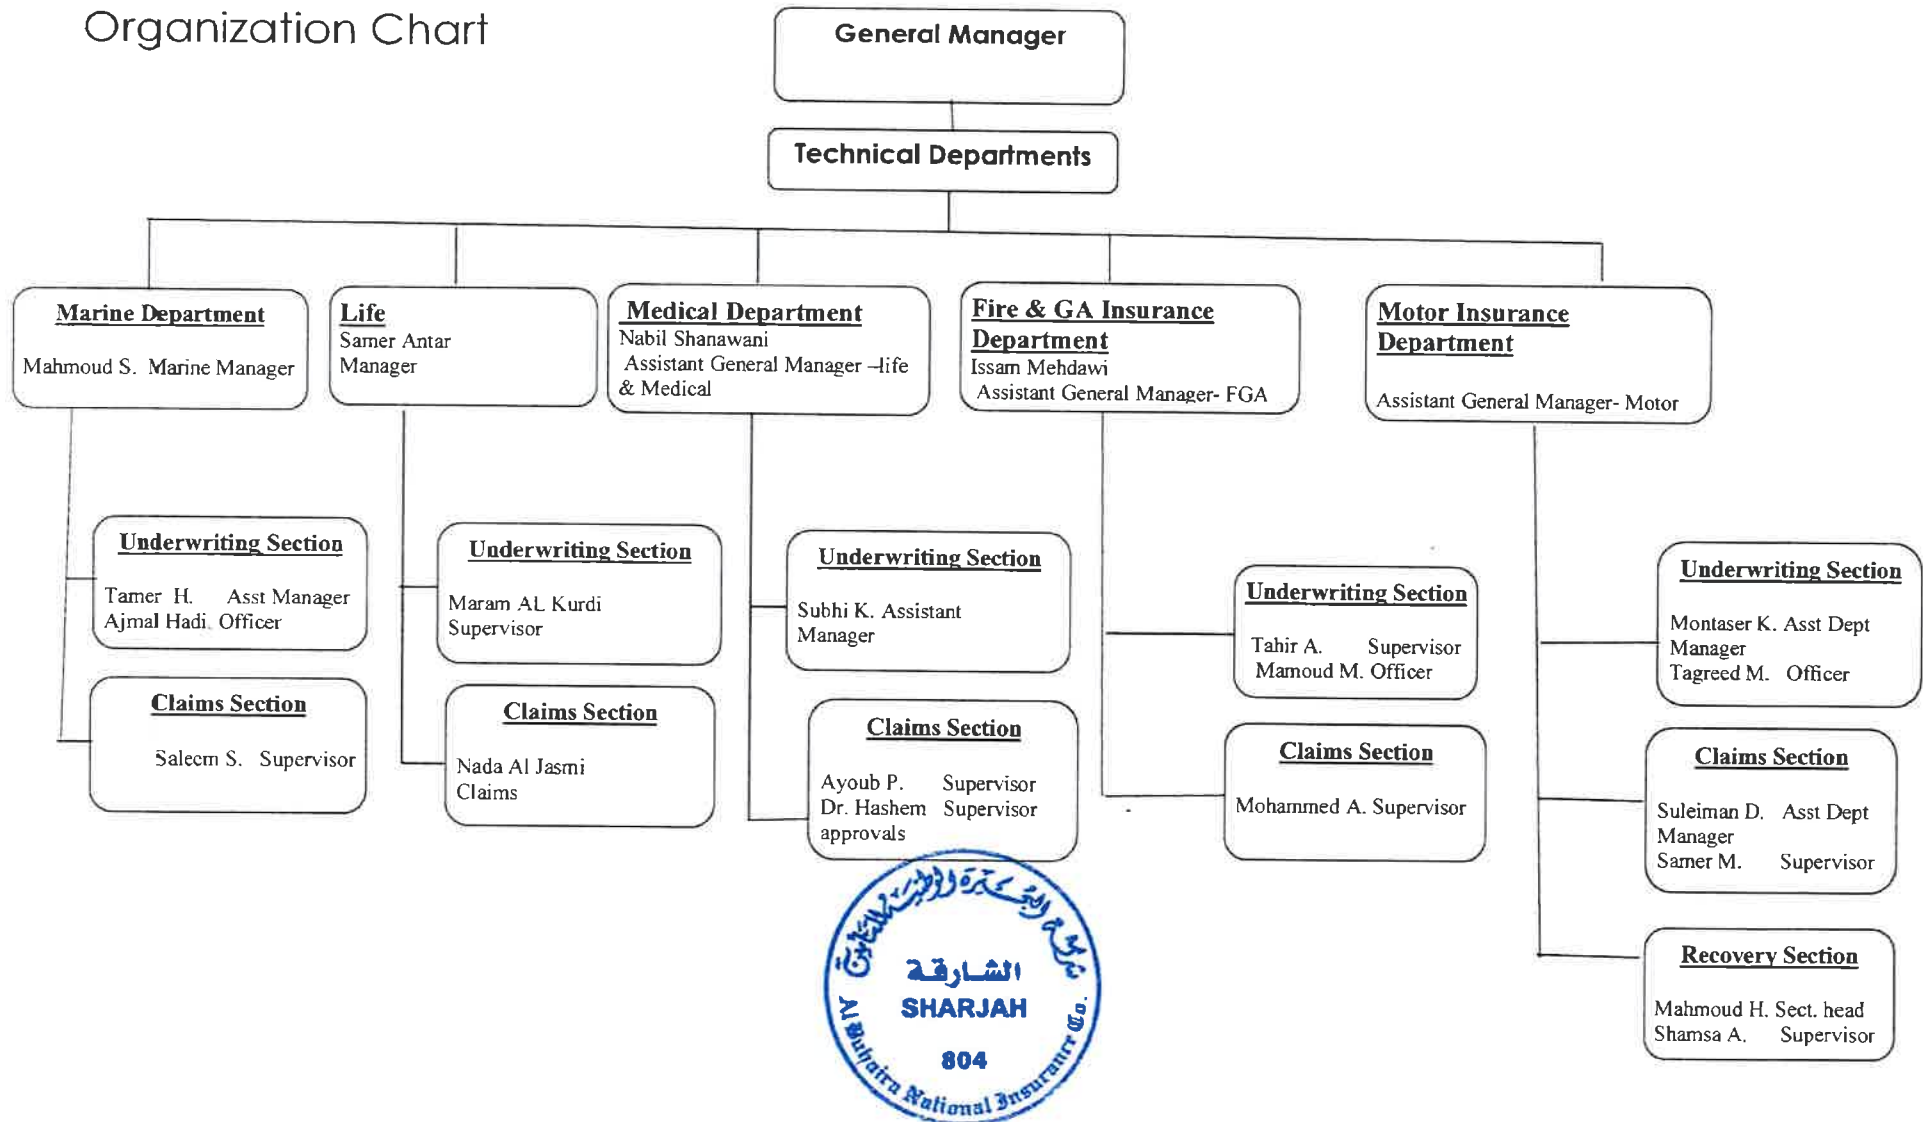 Organization Chart
General Manager
Technical Departments
Marine Department
Mahmoud S. Marine Manager
Life
Samer Antar
Manager
Medical Department
Nabil Shanawani
Assistant General Manager –life
& Medical
Fire & GA Insurance
Department
Issam Mehdawi
Assistant General Manager- FGA
Motor Insurance
Department
Assistant General Manager- Motor
Underwriting Section
Tamer H. Asst Manager
Ajmal Hadi Officer
Underwriting Section
Maram AL Kurdi
Supervisor
Underwriting Section
Subhi K. Assistant
Manager
Underwriting Section
Tahir A. Supervisor
Mamoud M. Officer
Underwriting Section
Montaser K. Asst Dept
Manager
Tagreed M. Officer
Claims Section
Saleem S. Supervisor
Claims Section
Nada Al Jasmi
Claims
Claims Section
Ayoub P. Supervisor
Dr. Hashem Supervisor
approvals
Claims Section
Mohammed A. Supervisor
Claims Section
Suleiman D. Asst Dept
Manager
Samer M. Supervisor
Recovery Section
Mahmoud H. Sect. head
Shamsa A. Supervisor
شركة البحيرة الوطنية للتأمين
الشارقة
SHARJAH
804
Al Buhaira National Insurance Co.